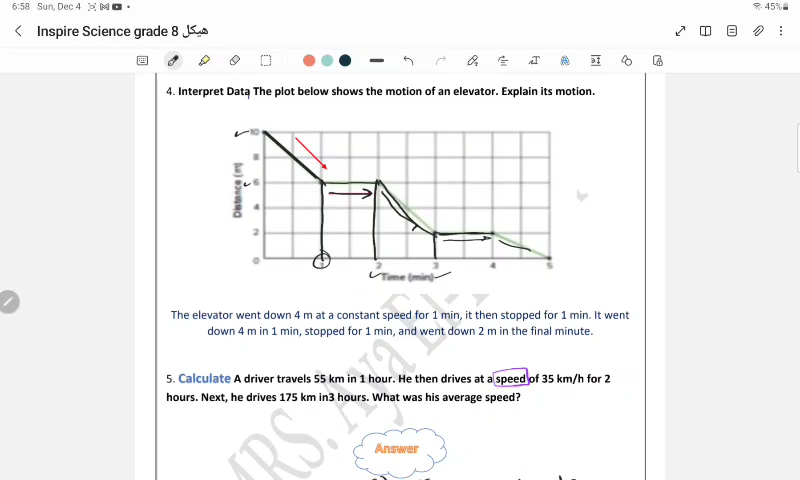 6:58 Sun, Dec 4
45%
Inspire Science grade 8 هيكل
4. Interpret Data The plot below shows the motion of an elevator. Explain its motion.
10
8
6
4
2
0
Distance (m)
1 2 3 4 5
Time (min)
The elevator went down 4 m at a constant speed for 1 min, it then stopped for 1 min. It went
down 4 m in 1 min, stopped for 1 min, and went down 2 m in the final minute.
5. Calculate A driver travels 55 km in 1 hour. He then drives at a speed of 35 km/h for 2
hours. Next, he drives 175 km in3 hours. What was his average speed?
Answer
MRS. Aya